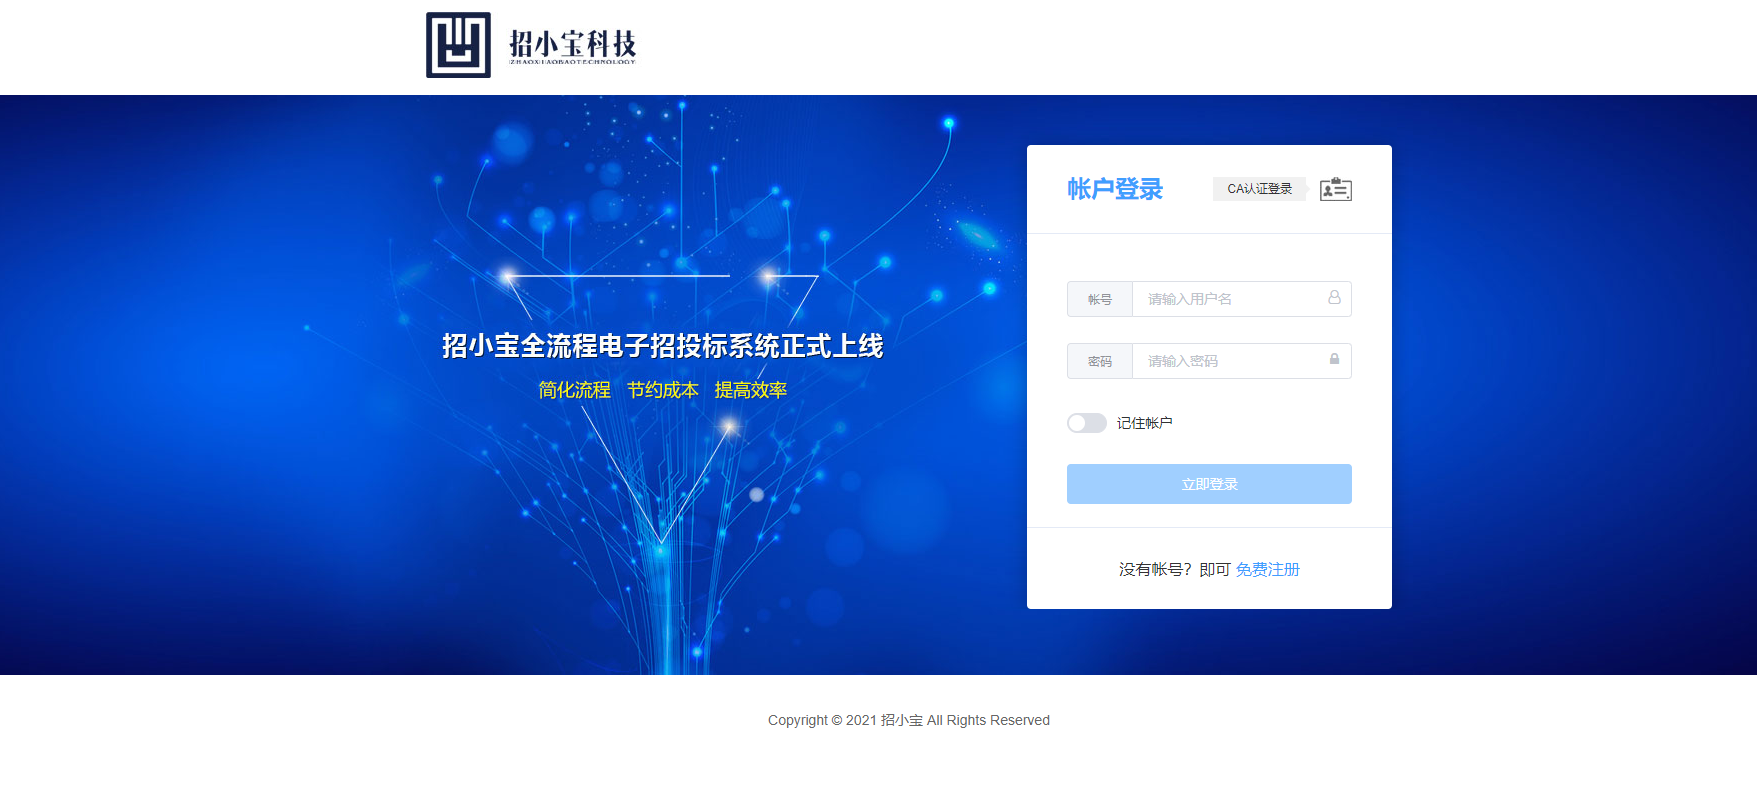 招小宝科技
ZHAOXIAOBAOTECHNOLOGY
帐户登录
CA认证登录
帐号
请输入用户名
密码
请输入密码
记住帐户
立即登录
没有帐号？即可 免费注册
招小宝全流程电子招投标系统正式上线
简化流程 节约成本 提高效率
Copyright © 2021 招小宝 All Rights Reserved